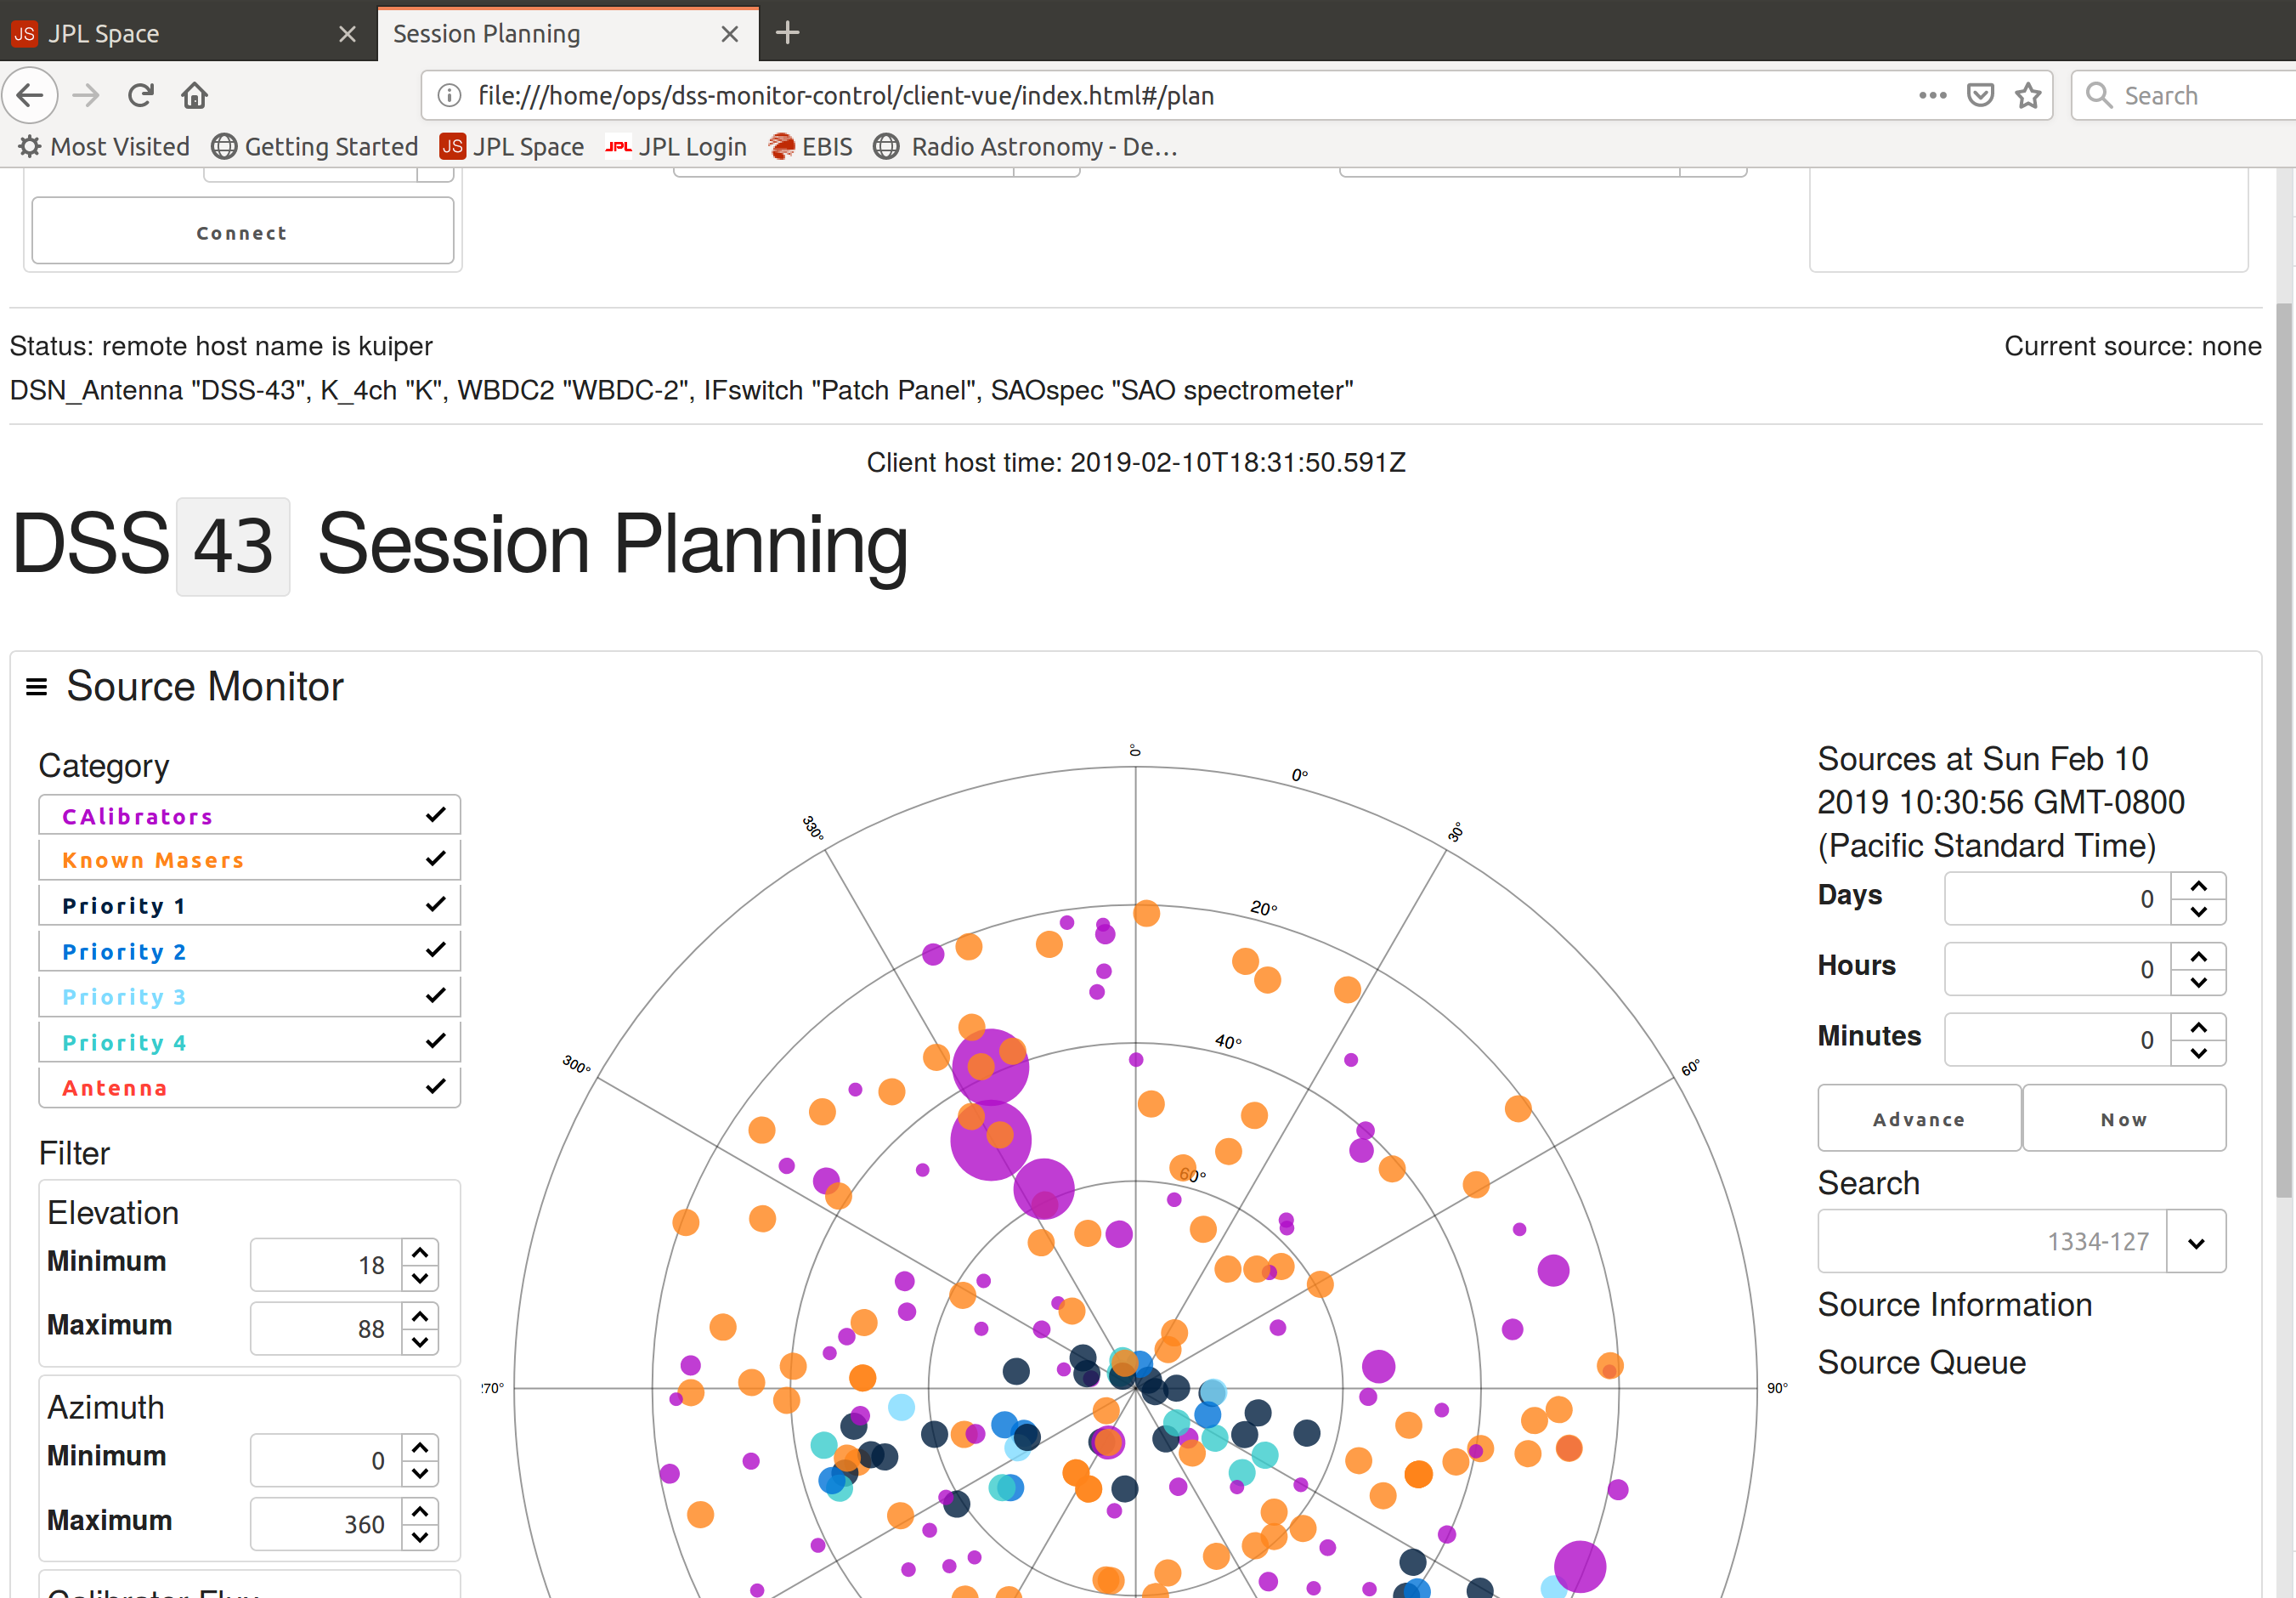 JS JPL Space
Session Planning
file:///home/ops/dss-monitor-control/client-vue/index.html#/plan
Search
Most Visited
Getting Started
JS JPL Space
JPL JPL Login
EBIS
Radio Astronomy - De...
Connect
Status: remote host name is kuiper
Current source: none
DSN_Antenna "DSS-43", K_4ch "K", WBDC2 "WBDC-2", IFswitch "Patch Panel", SAOspec "SAO spectrometer"
Client host time: 2019-02-10T18:31:50.591Z
DSS 43 Session Planning
Source Monitor
Category
CAlibrators
Known Masers
Priority 1
Priority 2
Priority 3
Priority 4
Antenna
Filter
Elevation
Minimum 18
Maximum 88
Azimuth
Minimum 0
Maximum 360
0°
0°
330°
30°
20°
40°
300°
60°
60°
270°
90°
Sources at Sun Feb 10
2019 10:30:56 GMT-0800
(Pacific Standard Time)
Days 0
Hours 0
Minutes 0
Advance
Now
Search
1334-127
Source Information
Source Queue